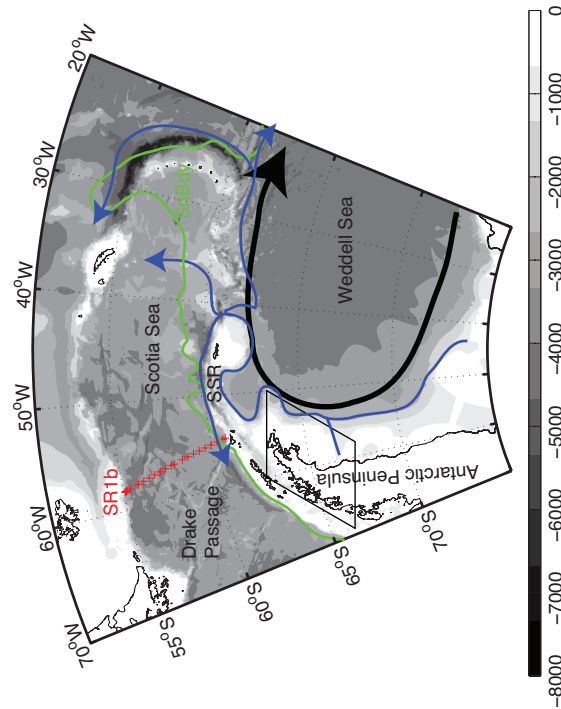 20°W
30°W
40°W
50°W
60°W
70°W
55°S
60°S
65°S
70°S
SR1b
Drake
Passage
Scotia Sea
SnBdy
SSR
Weddell Sea
Antarctic Peninsula
0
−1000
−2000
−3000
−4000
−5000
−6000
−7000
−8000